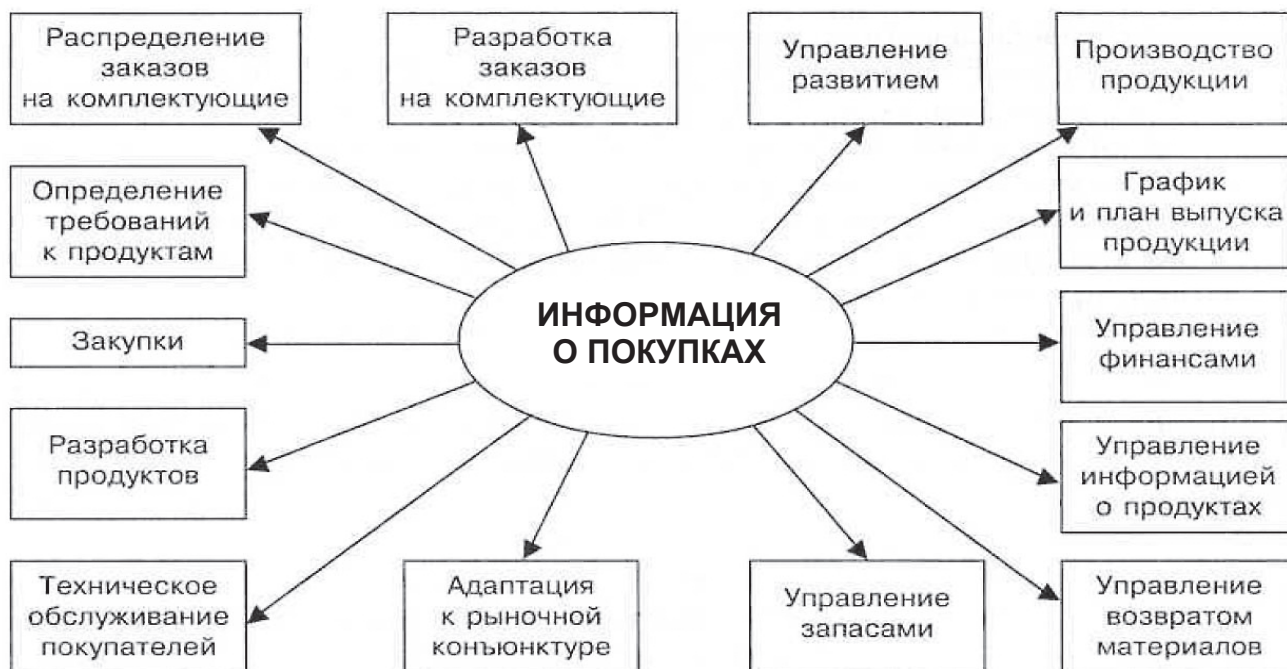 Распределение
заказов
на комплектующие
Разработка
заказов
на комплектующие
Управление
развитием
Производство
продукции
Определение
требований
к продуктам
График
и план выпуска
продукции
ИНФОРМАЦИЯ
О ПОКУПКАХ
Закупки
Управление
финансами
Разработка
продуктов
Управление
информацией
о продуктах
Техническое
обслуживание
покупателей
Адаптация
к рыночной
конъюнктуре
Управление
запасами
Управление
возвратом
материалов